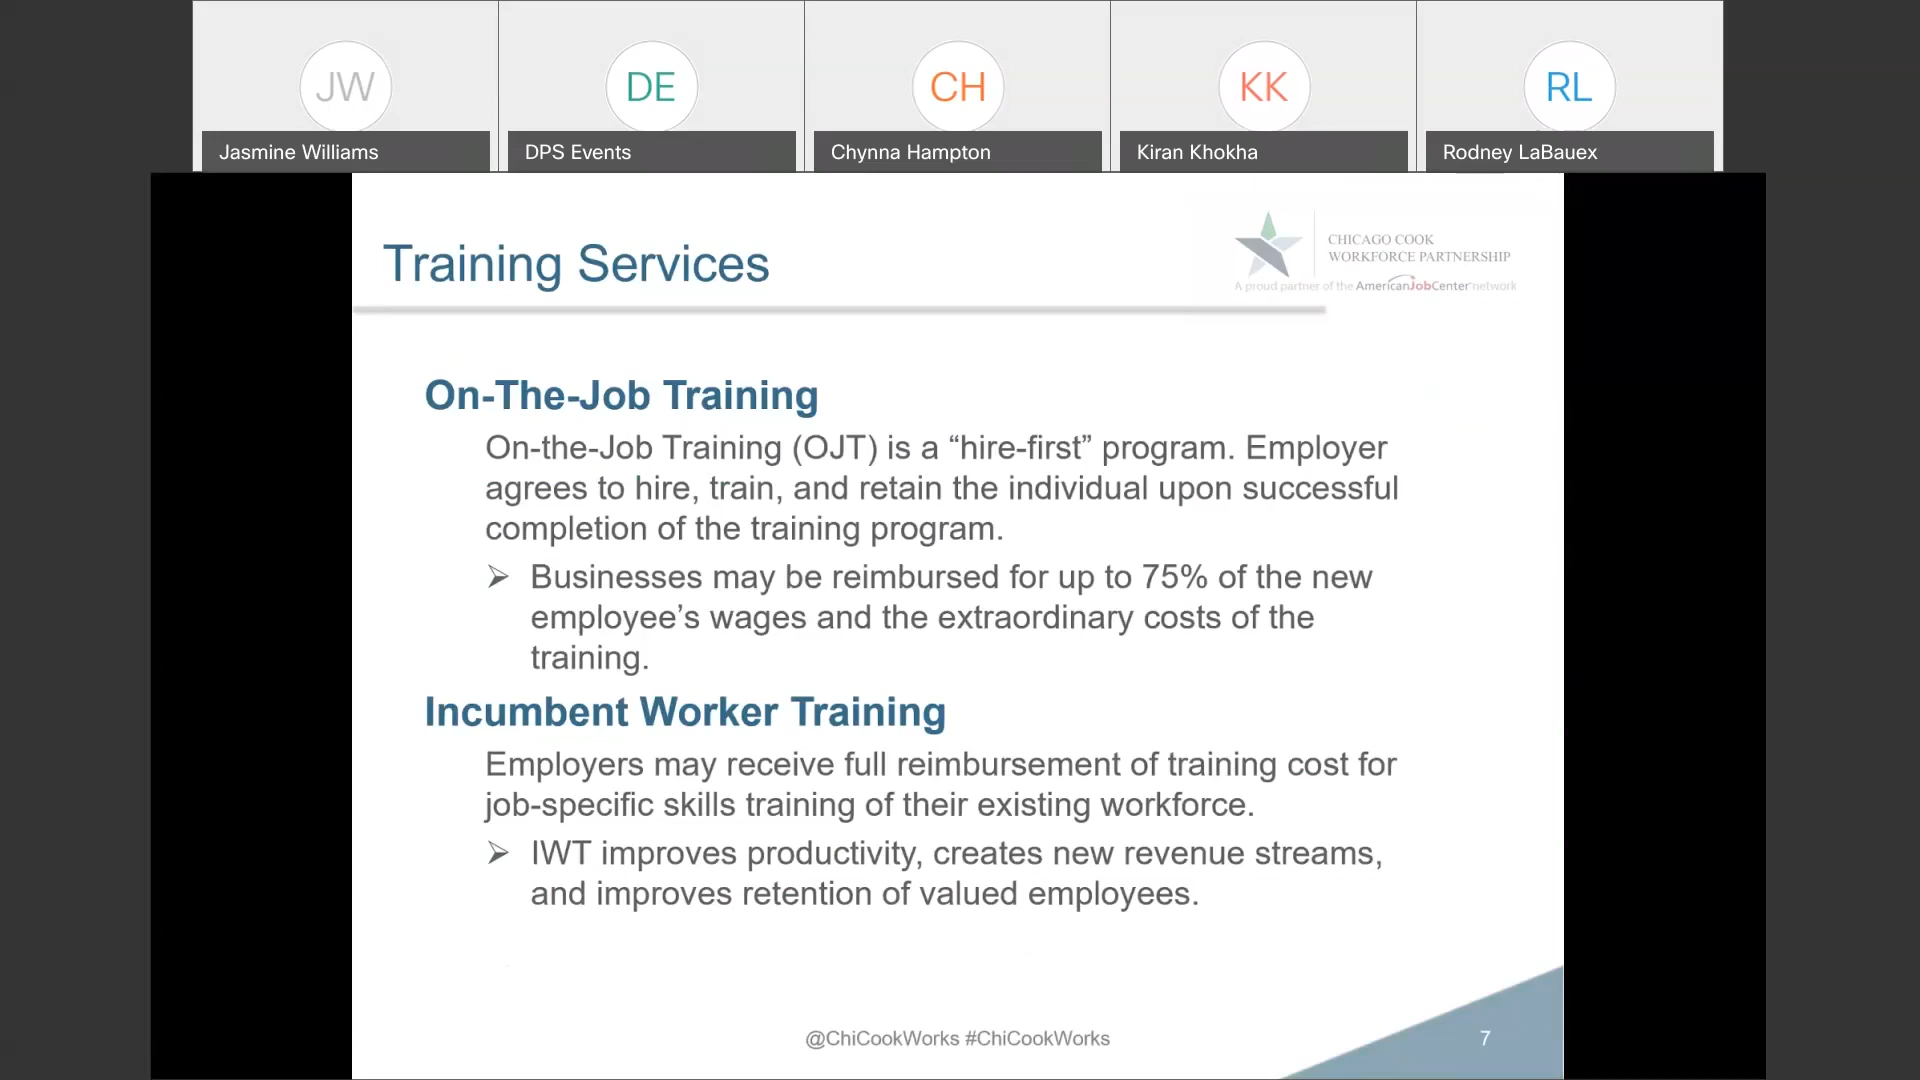 JW
DE
CH
KK
RL
Jasmine Williams
DPS Events
Chynna Hampton
Kiran Khokha
Rodney LaBauex
Training Services
CHICAGO COOK
WORKFORCE PARTNERSHIP
A proud partner of the AmericanJobCenter network
On-The-Job Training
On-the-Job Training (OJT) is a “hire-first” program. Employer
agrees to hire, train, and retain the individual upon successful
completion of the training program.
➢ Businesses may be reimbursed for up to 75% of the new
employee’s wages and the extraordinary costs of the
training.
Incumbent Worker Training
Employers may receive full reimbursement of training cost for
job-specific skills training of their existing workforce.
➢ IWT improves productivity, creates new revenue streams,
and improves retention of valued employees.
@ChiCookWorks #ChiCookWorks
7